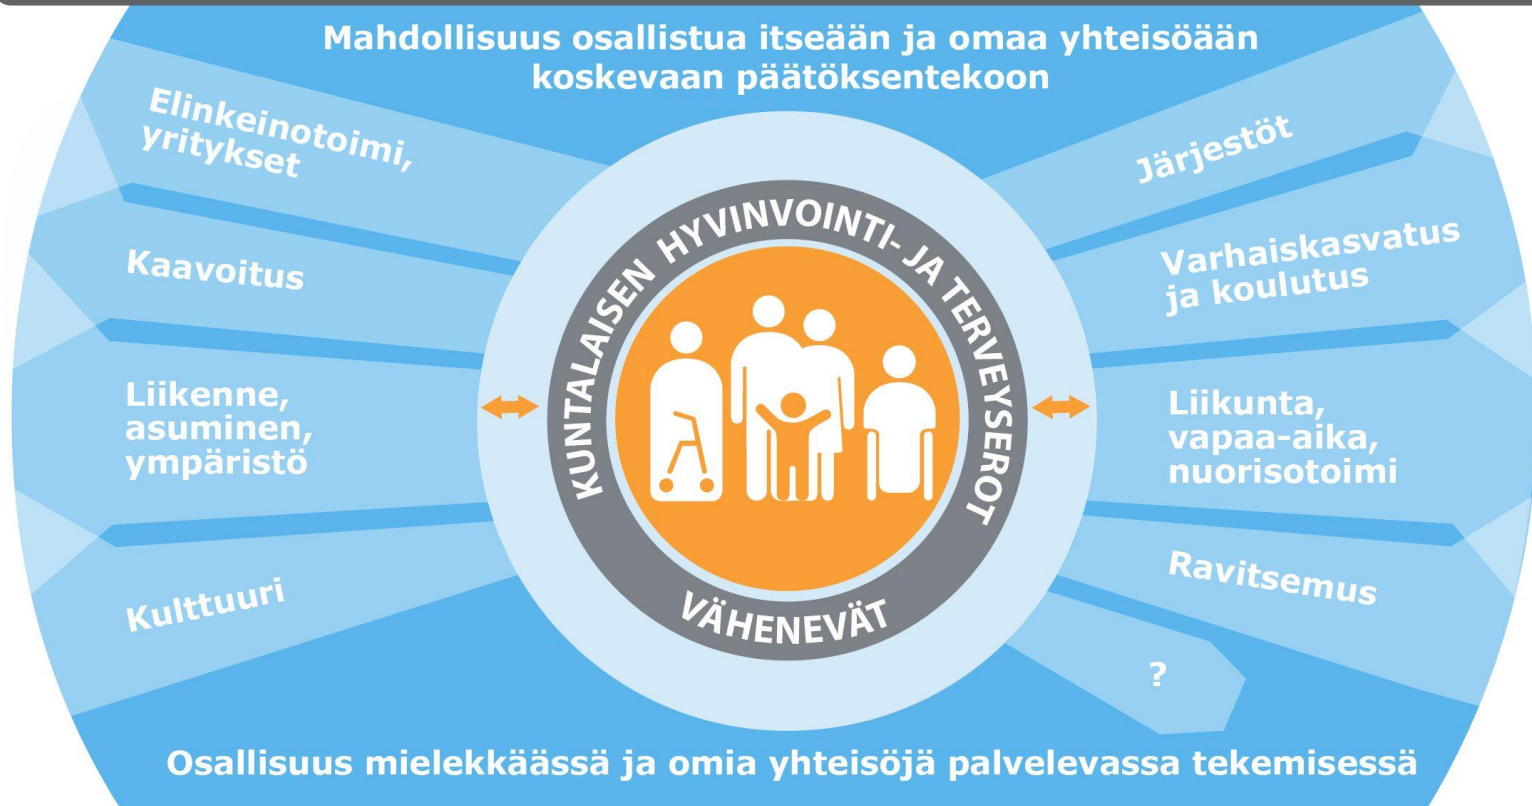 Mahdollisuus osallistua itseään ja omaa yhteisöään
koskevaan päätöksentekoon
Elinkeinotoimi,
yritykset
Kaavoitus
Liikenne,
asuminen,
ympäristö
Kulttuuri
KUNTALAISEN HYVINVOINTI- JA TERVEYSEROT
VÄHENEVÄT
Järjestöt
Varhaiskasvatus
ja koulutus
Liikunta,
vapaa-aika,
nuorisotoimi
Ravitsemus
?
Osallisuus mielekkäässä ja omia yhteisöjä palvelevassa tekemisessä